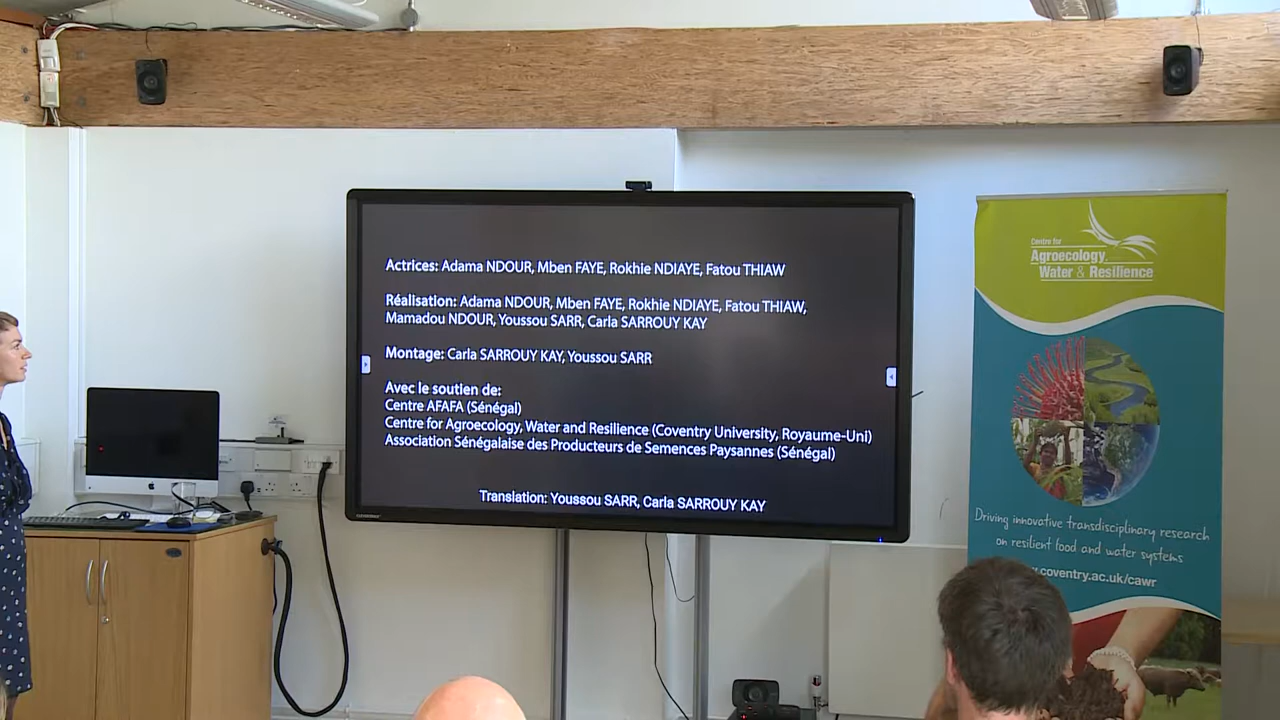 Actrices: Adama NDOUR, Mben FAYE, Rokhie NDIAYE, Fatou THIAW
Réalisation: Adama NDOUR, Mben FAYE, Rokhie NDIAYE, Fatou THIAW,
Mamadou NDOUR, Youssou SARR, Carla SARROUY KAY
Montage: Carla SARROUY KAY, Youssou SARR
Avec le soutien de:
Centre AFAFA (Sénégal)
Centre for Agroecology, Water and Resilience (Coventry University, Royaume-Uni)
Association Sénégalaise des Producteurs de Semences Paysannes (Sénégal)
Translation: Youssou SARR, Carla SARROUY KAY
Centre for
Agroecology,
Water & Resilience
Driving innovative transdisciplinary research
on resilient food and water systems
.coventry.ac.uk/cawr